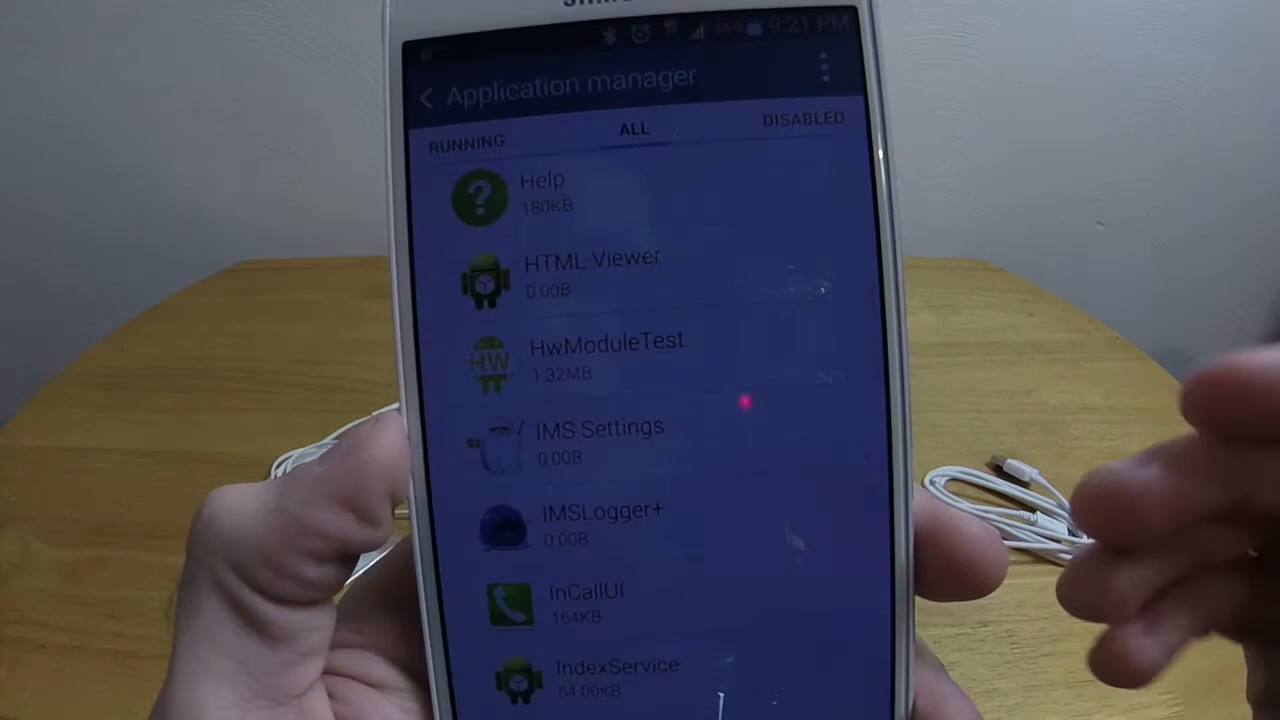 9:21 PM
Application manager
RUNNING
ALL
DISABLED
Help
180KB
HTML Viewer
0.00B
HW
HwModuleTest
1.32MB
IMS Settings
0.00B
IMSLogger+
0.00B
InCallUI
164KB
IndexService
64.00KB